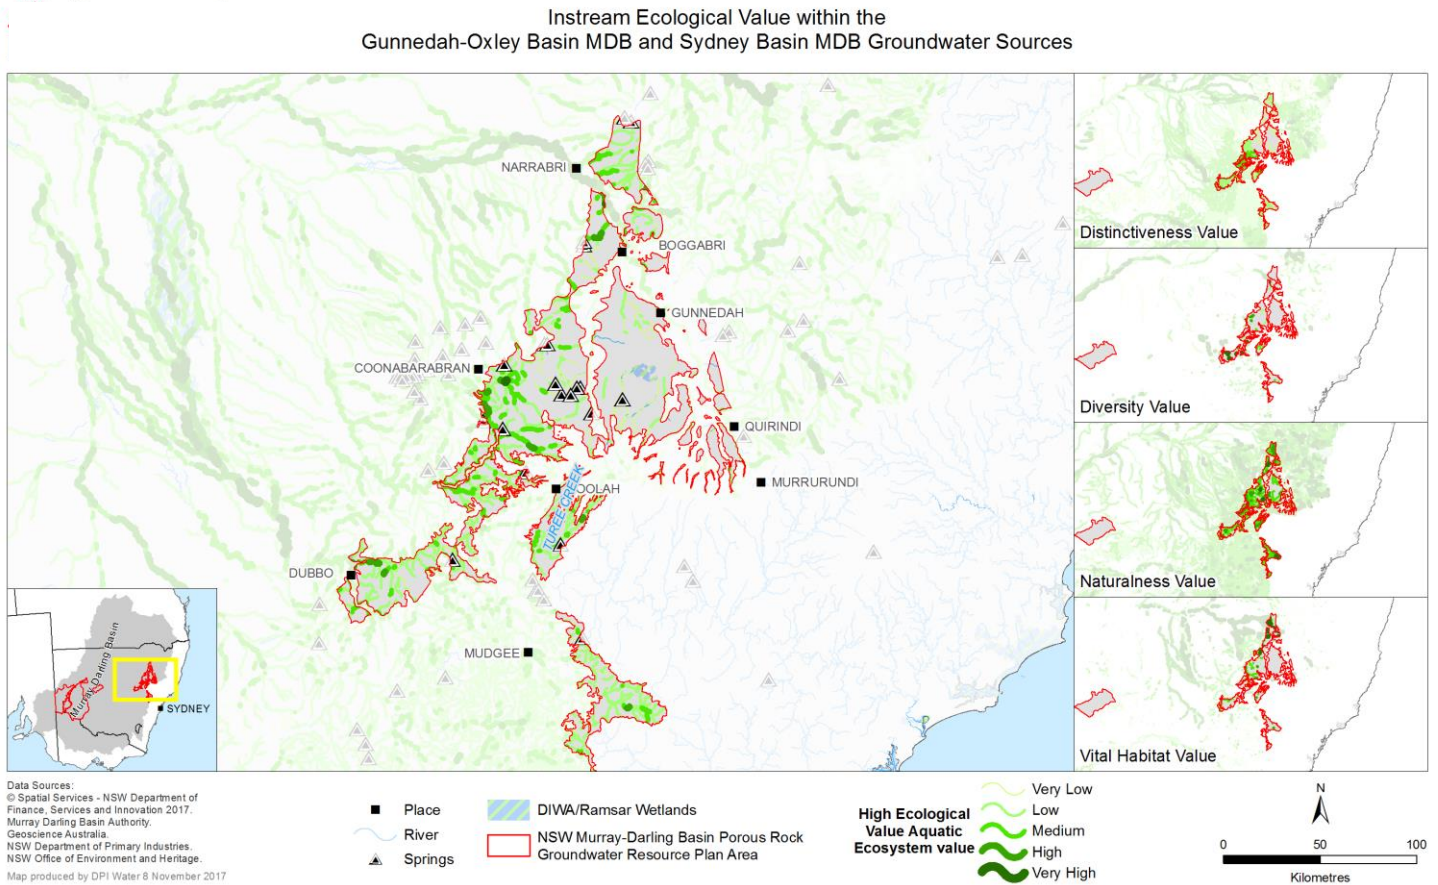 Instream Ecological Value within the
Gunnedah-Oxley Basin MDB and Sydney Basin MDB Groundwater Sources
NARRABRI
BOGGABRI
GUNNEDAH
COONABARABRAN
QUIRINDI
MURRURUNDI
OOLAH
TUREE CREEK
DUBBO
MUDGEE
Murray Darling Basin
SYDNEY
Distinctiveness Value
Diversity Value
Naturalness Value
Vital Habitat Value
Data Sources:
© Spatial Services - NSW Department of
Finance, Services and Innovation 2017.
Murray Darling Basin Authority.
Geoscience Australia.
NSW Department of Primary Industries.
NSW Office of Environment and Heritage.
Map produced by DPI Water 8 November 2017
Place
River
Springs
DIWA/Ramsar Wetlands
NSW Murray-Darling Basin Porous Rock
Groundwater Resource Plan Area
High Ecological
Value Aquatic
Ecosystem value
Very Low
Low
Medium
High
Very High
N
0 50 100
Kilometres